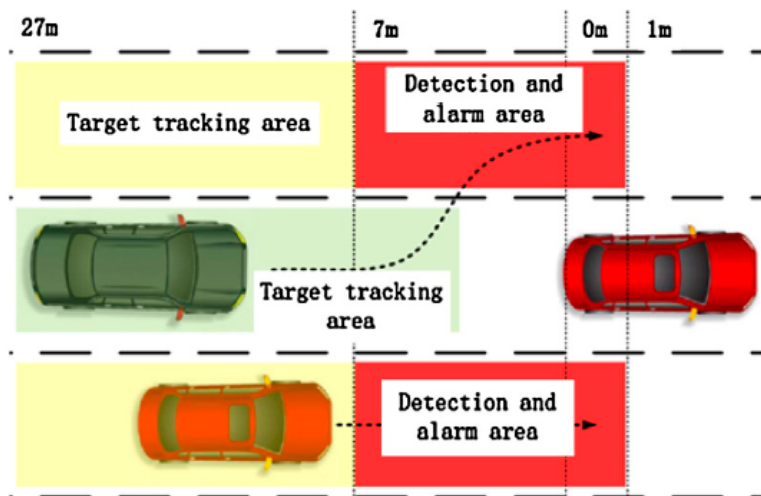 27m 7m 0m 1m
Detection and
alarm area
Target tracking area
Target tracking
area
Detection and
alarm area